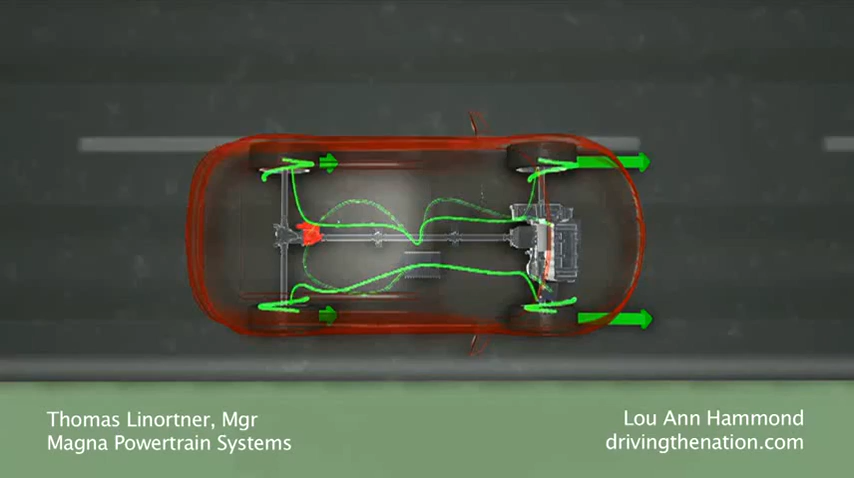 Thomas Linortner, Mgr
Magna Powertrain Systems
Lou Ann Hammond
drivingthenation.com